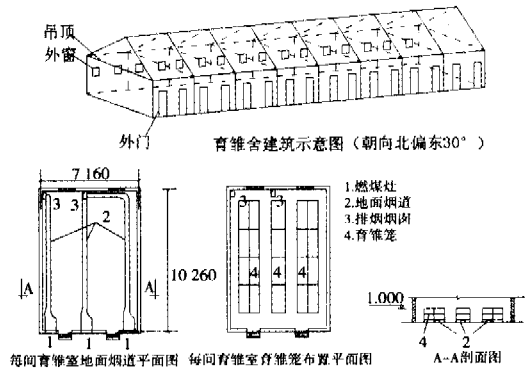 吊顶
外窗
外门
育雏舍建筑示意图（朝向北偏东30°）
7 160
3 3
2
10 260
A A
1 1 1
每间育雏室地面烟道平面图
3 3
4 4 4
每间育雏室育雏笼布置平面图
1.燃煤灶
2.地面烟道
3.排烟烟囱
4.育雏笼
1.000
4 2
A-A剖面图